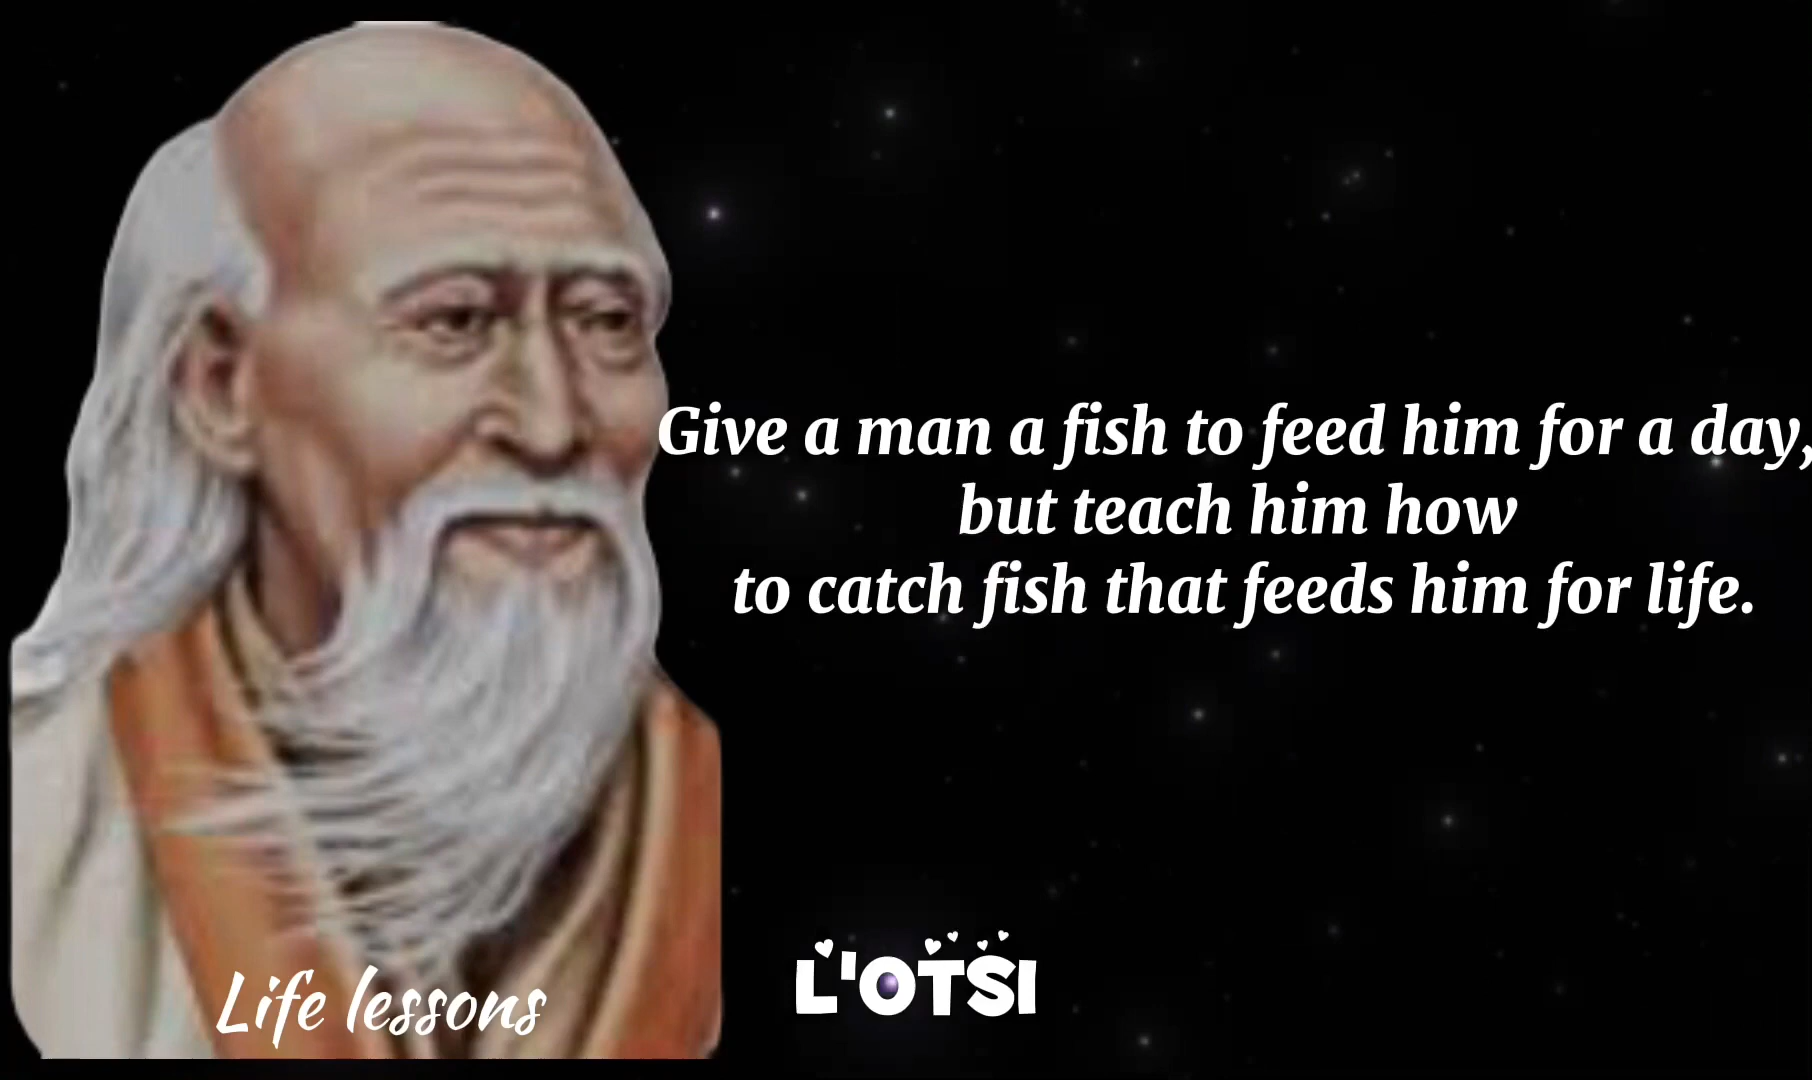 Give a man a fish to feed him for a day,
but teach him how
to catch fish that feeds him for life.
Life lessons
L'OTSI